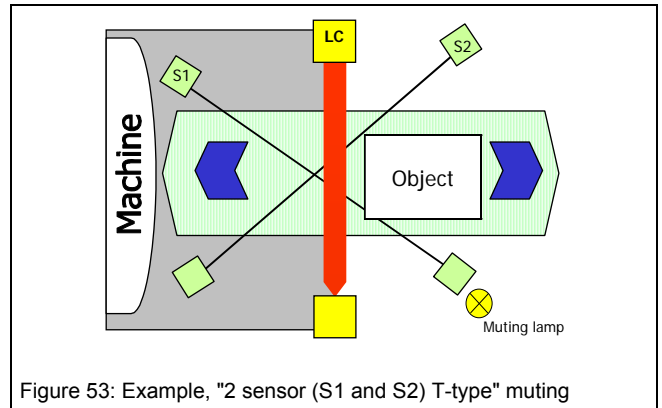 LC
S2
S1
Machine
Object
Muting lamp
Figure 53: Example, "2 sensor (S1 and S2) T-type" muting